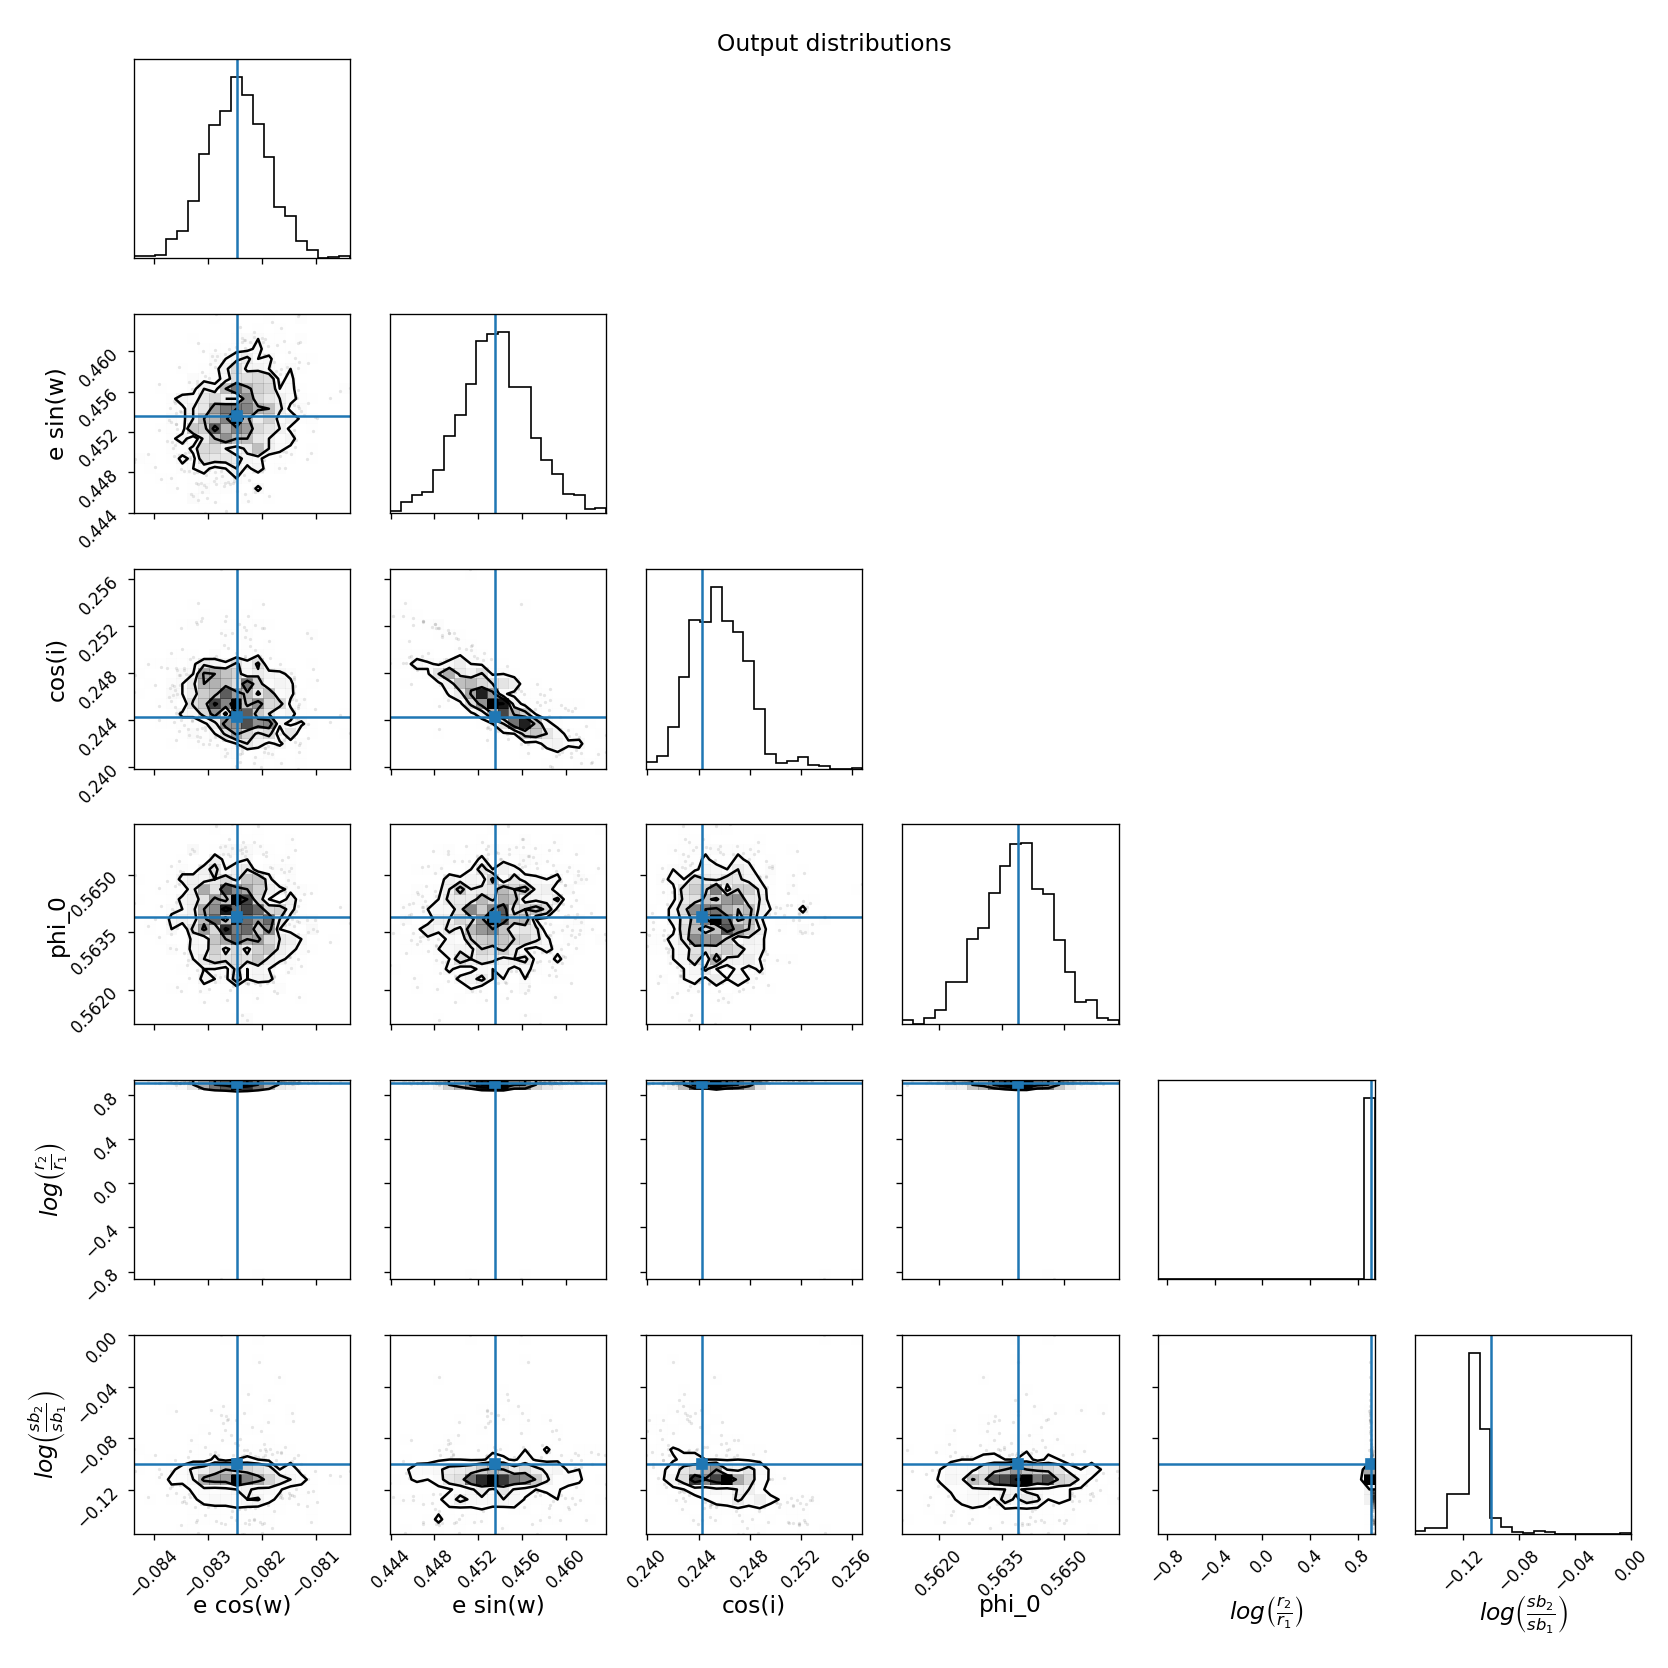 Output distributions
e sin(w)
0.460
0.456
0.452
0.448
0.444
cos(i)
0.256
0.252
0.248
0.244
0.240
phi_0
0.5650
0.5635
0.5620
log(r₂/r₁)
0.8
0.4
0.0
−0.4
−0.8
log(sb₂/sb₁)
0.00
−0.04
−0.08
−0.12
−0.084 −0.083 −0.082 −0.081
0.444 0.448 0.452 0.456 0.460
0.240 0.244 0.248 0.252 0.256
0.5620 0.5635 0.5650
−0.8 −0.4 0.0 0.4 0.8
−0.12 −0.08 −0.04 0.00
e cos(w) e sin(w) cos(i) phi_0 log(r₂/r₁) log(sb₂/sb₁)